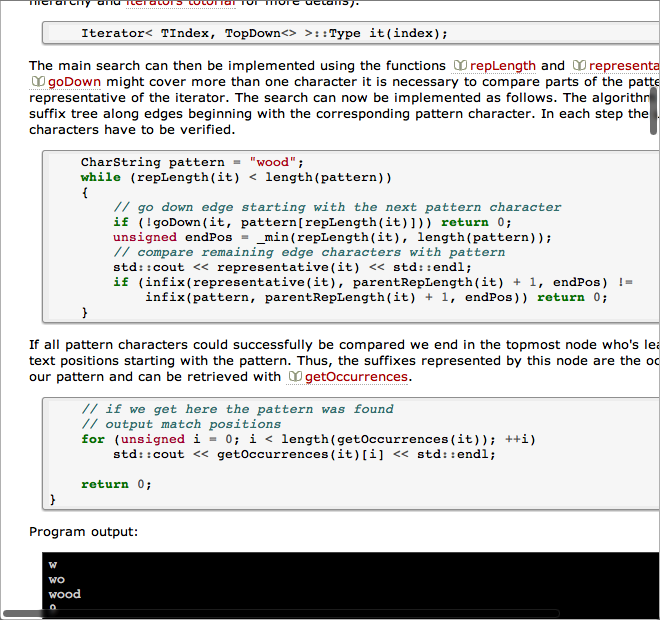 hierarchy and iterators tutorial for more details).
Iterator< TIndex, TopDown<> >::Type it(index);
The main search can then be implemented using the functions repLength and representa
goDown might cover more than one character it is necessary to compare parts of the patte
representative of the iterator. The search can now be implemented as follows. The algorithm
suffix tree along edges beginning with the corresponding pattern character. In each step the
characters have to be verified.
CharString pattern = "wood";
while (repLength(it) < length(pattern))
{
// go down edge starting with the next pattern character
if (!goDown(it, pattern[repLength(it)])) return 0;
unsigned endPos = _min(repLength(it), length(pattern));
// compare remaining edge characters with pattern
std::cout << representative(it) << std::endl;
if (infix(representative(it), parentRepLength(it) + 1, endPos) !=
infix(pattern, parentRepLength(it) + 1, endPos)) return 0;
}
If all pattern characters could successfully be compared we end in the topmost node who's lea
text positions starting with the pattern. Thus, the suffixes represented by this node are the oc
our pattern and can be retrieved with getOccurrences.
// if we get here the pattern was found
// output match positions
for (unsigned i = 0; i < length(getOccurrences(it)); ++i)
std::cout << getOccurrences(it)[i] << std::endl;
return 0;
}
Program output:
w
wo
wood